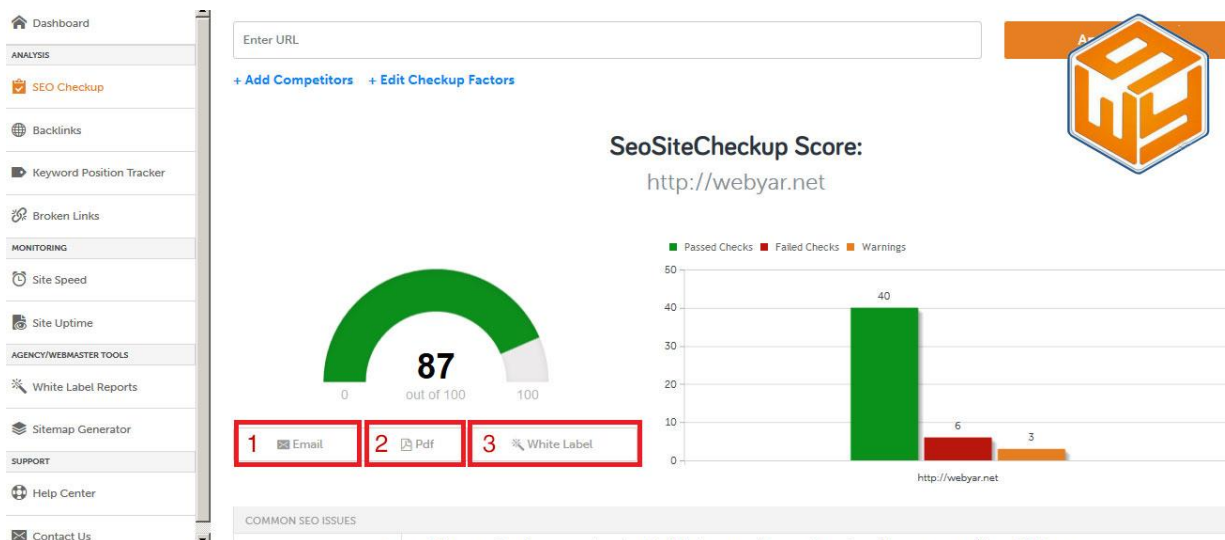 Dashboard
ANALYSIS
SEO Checkup
Backlinks
Keyword Position Tracker
Broken Links
MONITORING
Site Speed
Site Uptime
AGENCY/WEBMASTER TOOLS
White Label Reports
Sitemap Generator
SUPPORT
Help Center
Contact Us
Enter URL
+ Add Competitors + Edit Checkup Factors
SeoSiteCheckup Score:
http://webyar.net
87
0 out of 100 100
1 Email 2 Pdf 3 White Label
Passed Checks Failed Checks Warnings
50
40
30
20
10
0
40
6
3
http://webyar.net
COMMON SEO ISSUES